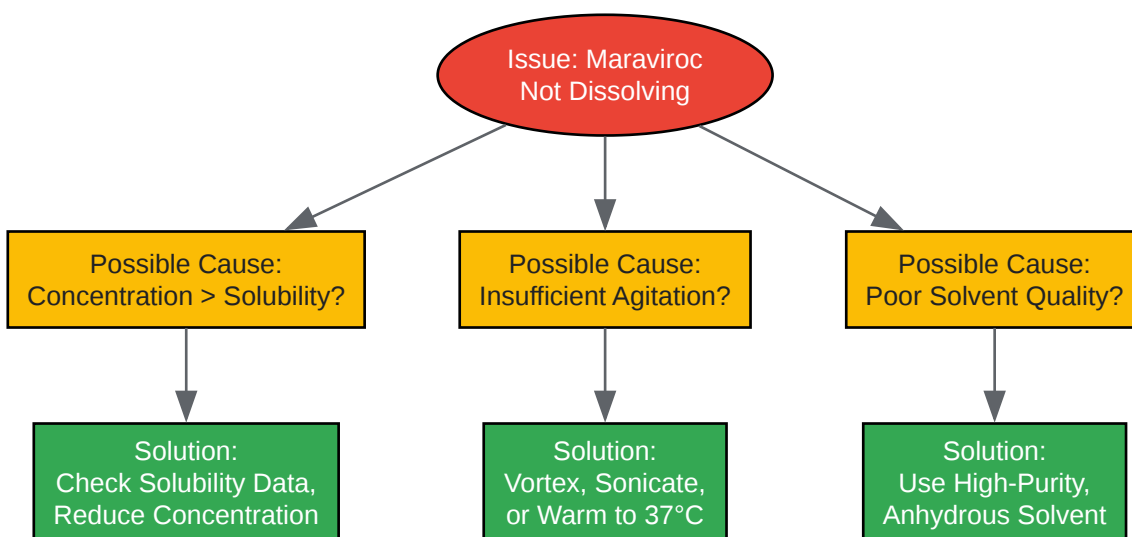 Issue: Maraviroc
Not Dissolving
Possible Cause:
Concentration > Solubility?
Possible Cause:
Insufficient Agitation?
Possible Cause:
Poor Solvent Quality?
Solution:
Check Solubility Data,
Reduce Concentration
Solution:
Vortex, Sonicate,
or Warm to 37°C
Solution:
Use High-Purity,
Anhydrous Solvent